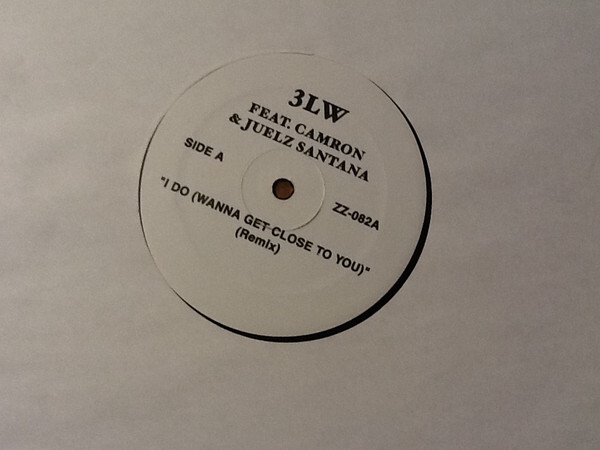 3LW
FEAT. CAMRON
& JUELZ SANTANA
SIDE A
ZZ-082A
"I DO (WANNA GET CLOSE TO YOU)"
(Remix)